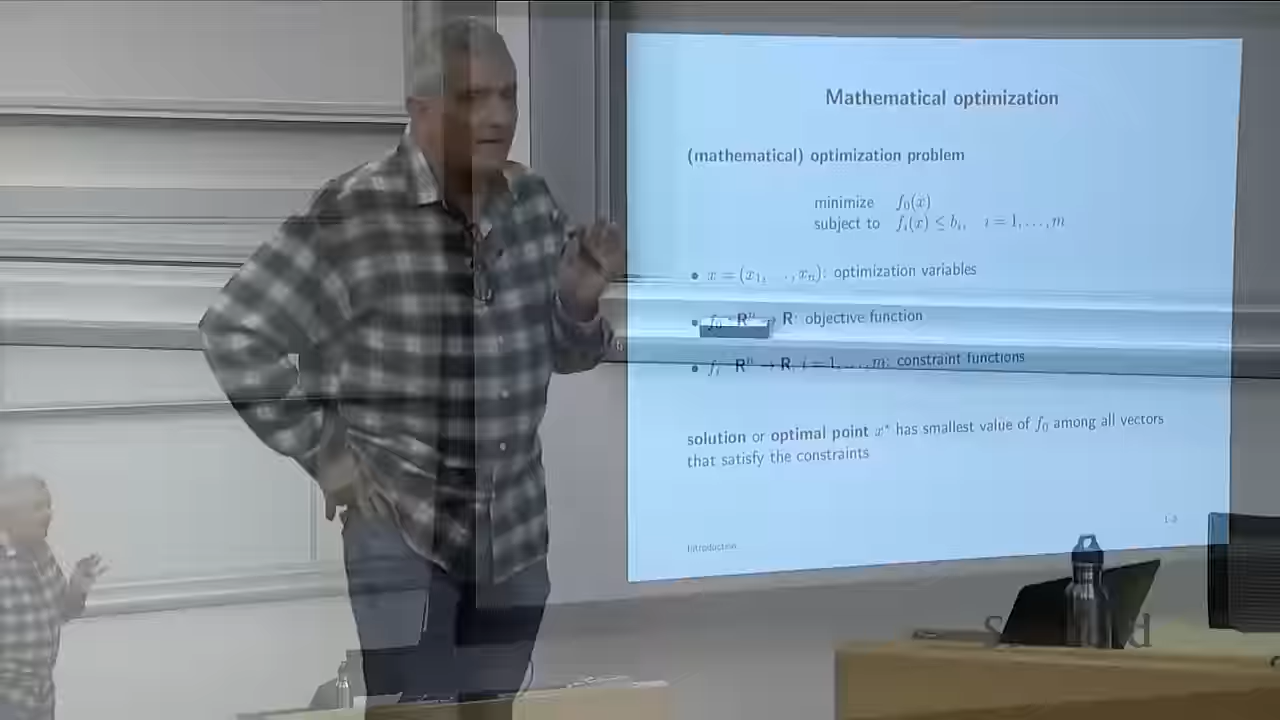 Mathematical optimization
(mathematical) optimization problem
minimize f₀(x)
subject to fᵢ(x) ≤ bᵢ, i = 1, . . . , m
• x = (x₁, . . . , xₙ): optimization variables
• f₀ : Rⁿ → R: objective function
• fᵢ : Rⁿ → R, i = 1, . . . , m: constraint functions
solution or optimal point x* has smallest value of f₀ among all vectors
that satisfy the constraints
Introduction